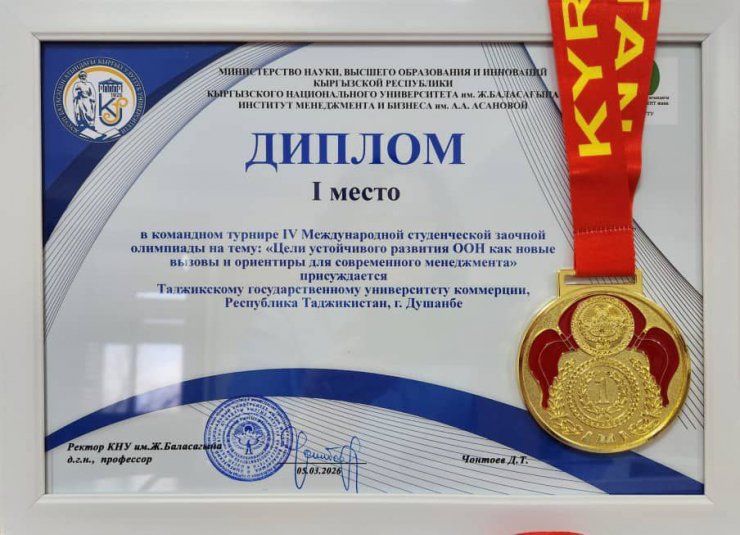 МИНИСТЕРСТВО НАУКИ, ВЫСШЕГО ОБРАЗОВАНИЯ И ИННОВАЦИЙ
КЫРГЫЗСКОЙ РЕСПУБЛИКИ
КЫРГЫЗСКОГО НАЦИОНАЛЬНОГО УНИВЕРСИТЕТА им. Ж.БАЛАСАГЫНА
ИНСТИТУТ МЕНЕДЖМЕНТА И БИЗНЕСА им. А.А. АСАНОВОЙ
ДИПЛОМ
I место
в командном турнире IV Международной студенческой заочной
олимпиады на тему: «Цели устойчивого развития ООН как новые
вызовы и ориентиры для современного менеджмента»
присуждается
Таджикскому государственному университету коммерции,
Республика Таджикистан, г. Душанбе
Ректор КНУ им.Ж.Баласагына
д.г.н., профессор
05.03.2026
Чонтоев Д.Т.
KYR
TAN
1